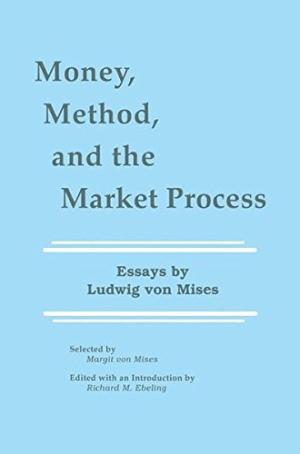 Money,
Method,
and the
Market Process
Essays by
Ludwig von Mises
Selected by
Margit von Mises
Edited with an Introduction by
Richard M. Ebeling